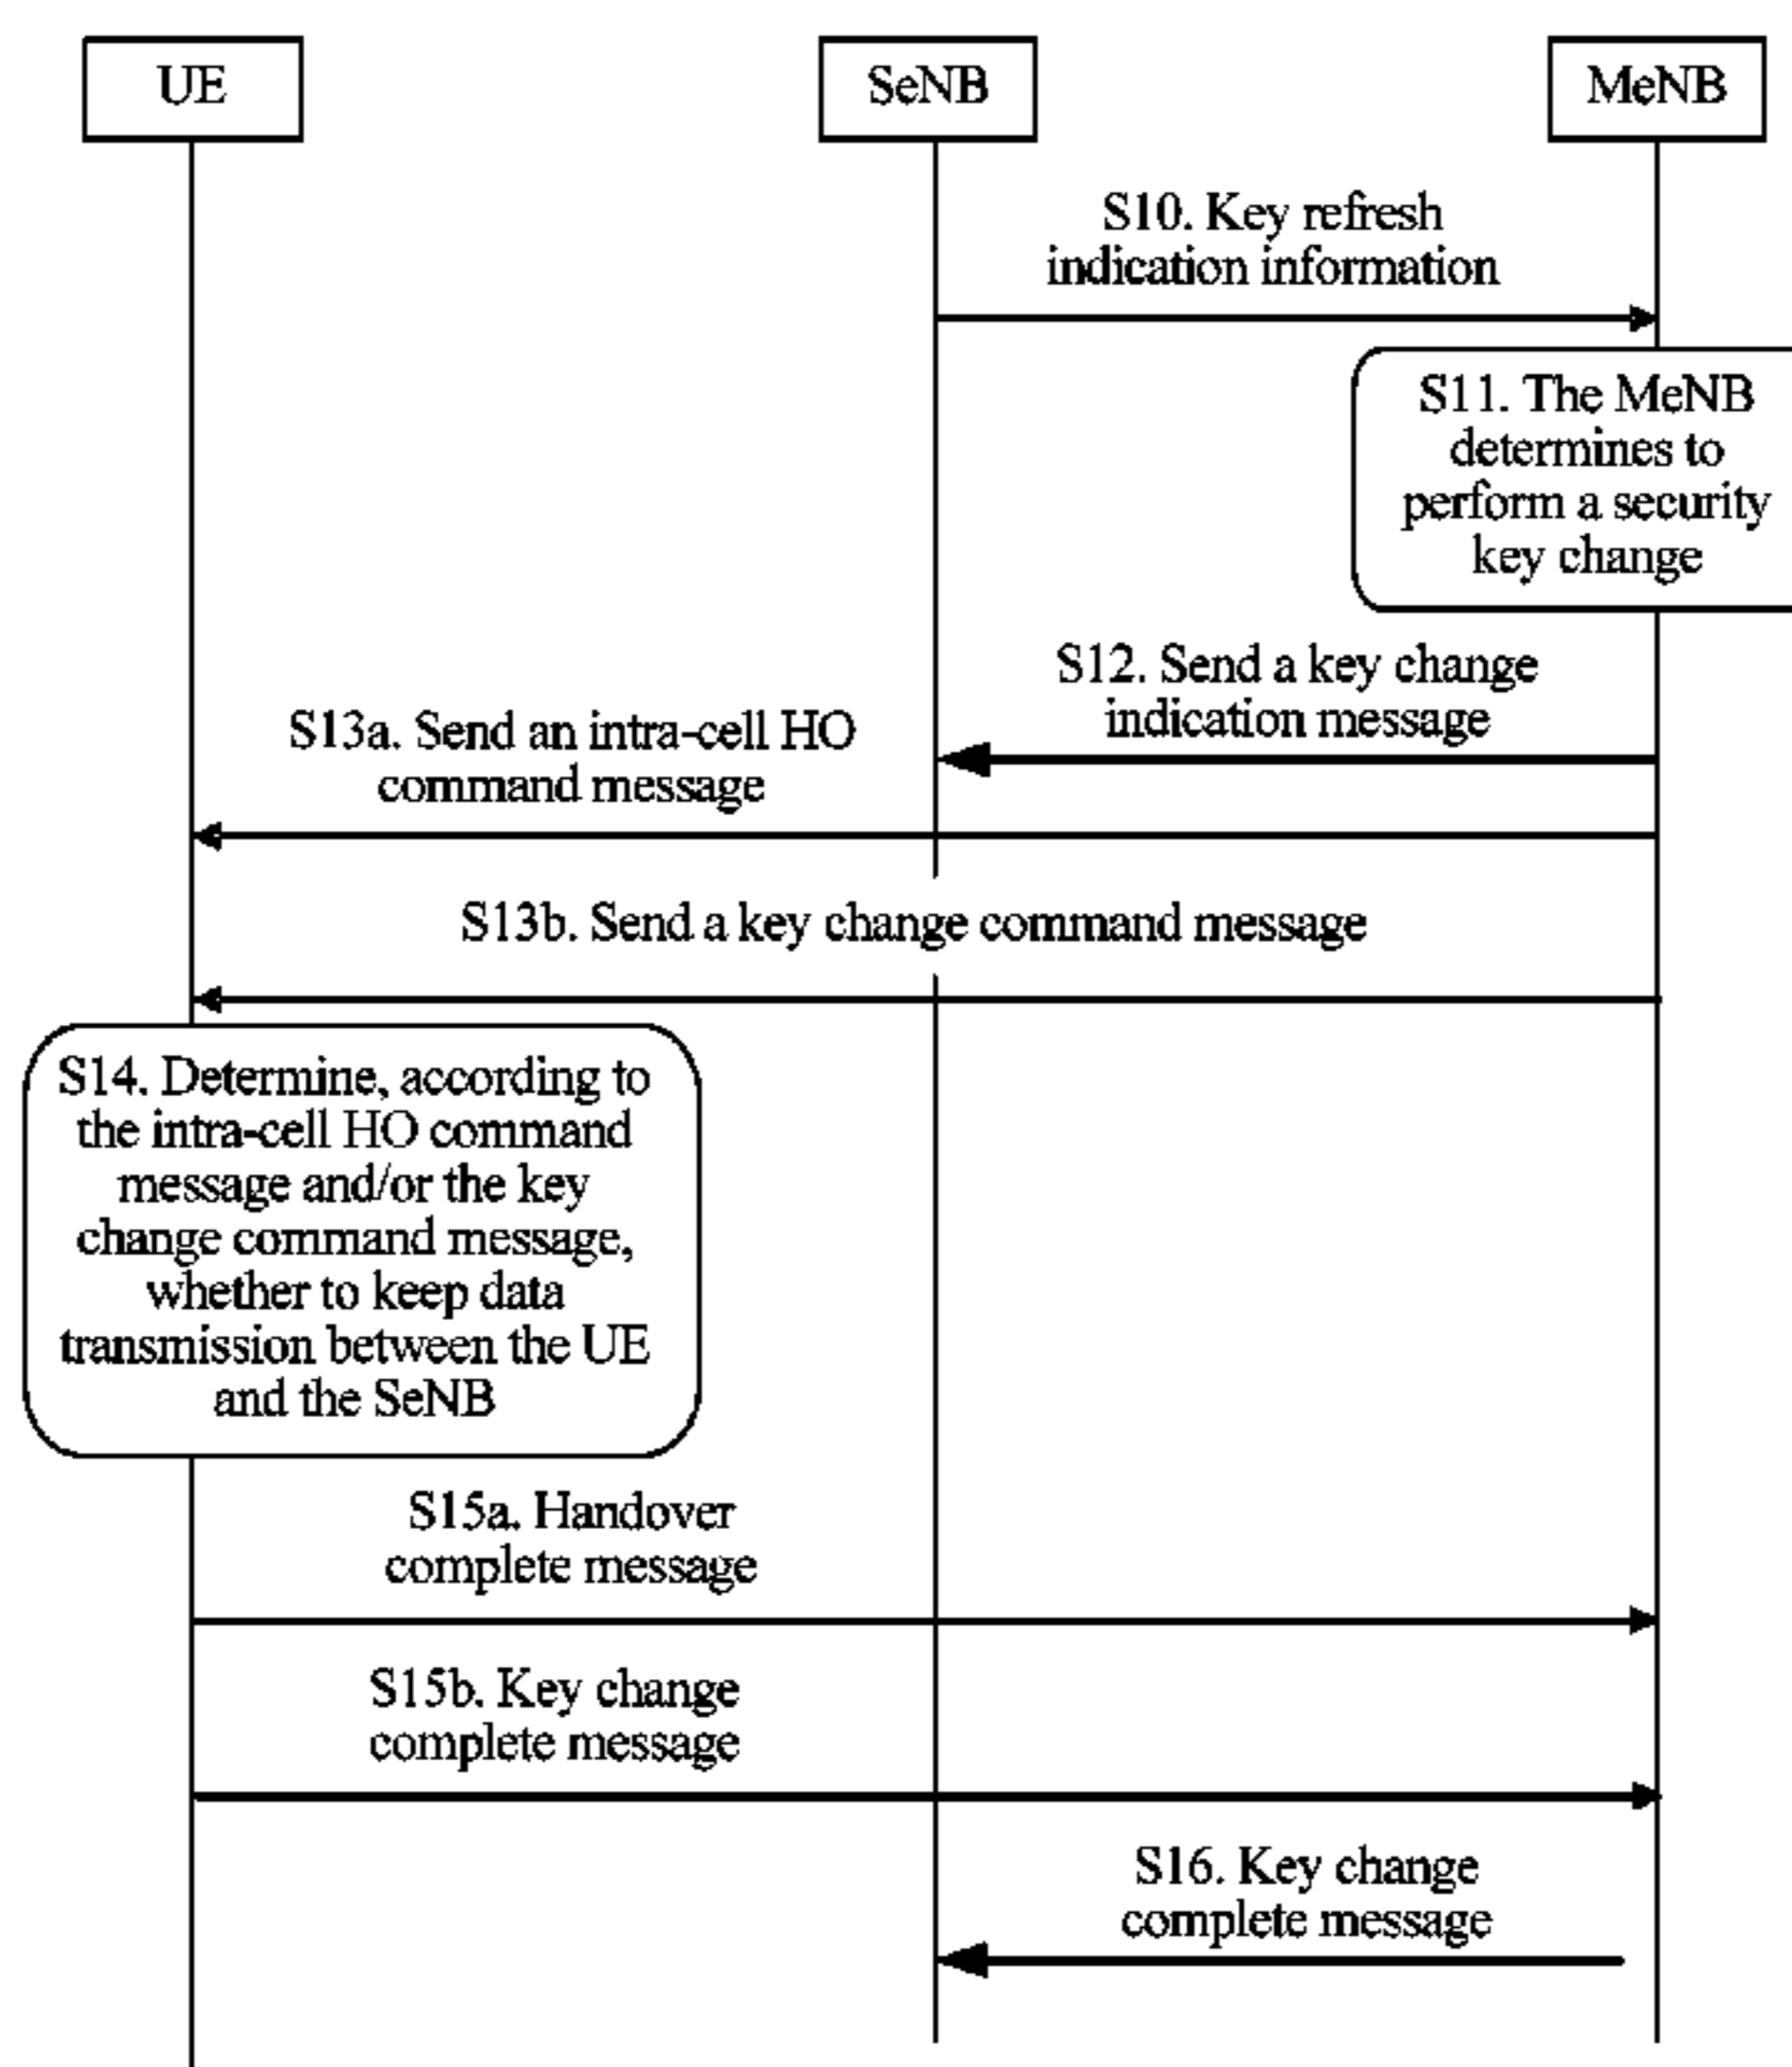 UE
SeNB
MeNB
S10. Key refresh
indication information
S11. The MeNB
determines to
perform a security
key change
S12. Send a key change
indication message
S13a. Send an intra-cell HO
command message
S13b. Send a key change command message
S14. Determine, according to
the intra-cell HO command
message and/or the key
change command message,
whether to keep data
transmission between the UE
and the SeNB
S15a. Handover
complete message
S15b. Key change
complete message
S16. Key change
complete message